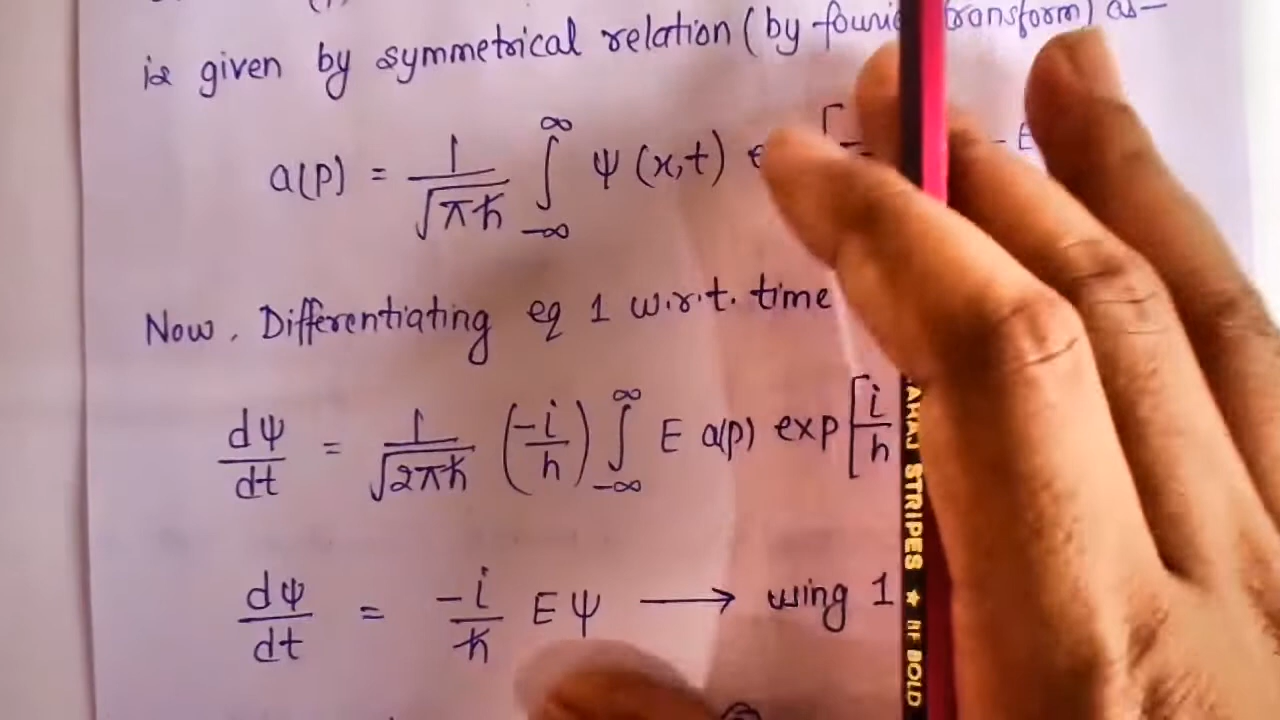 is given by symmetrical relation (by transform) as-
a(p) = 1/√πℏ ∫_{-∞}^{∞} ψ(x,t) e - E
Now, Differentiating eq 1 w.r.t. time
dψ/dt = 1/√2πℏ (-i/h) ∫_{-∞}^{∞} E a(p) exp[i/h
dψ/dt = -i/ℏ Eψ → using 1
STRIPES ★ HF BOLD